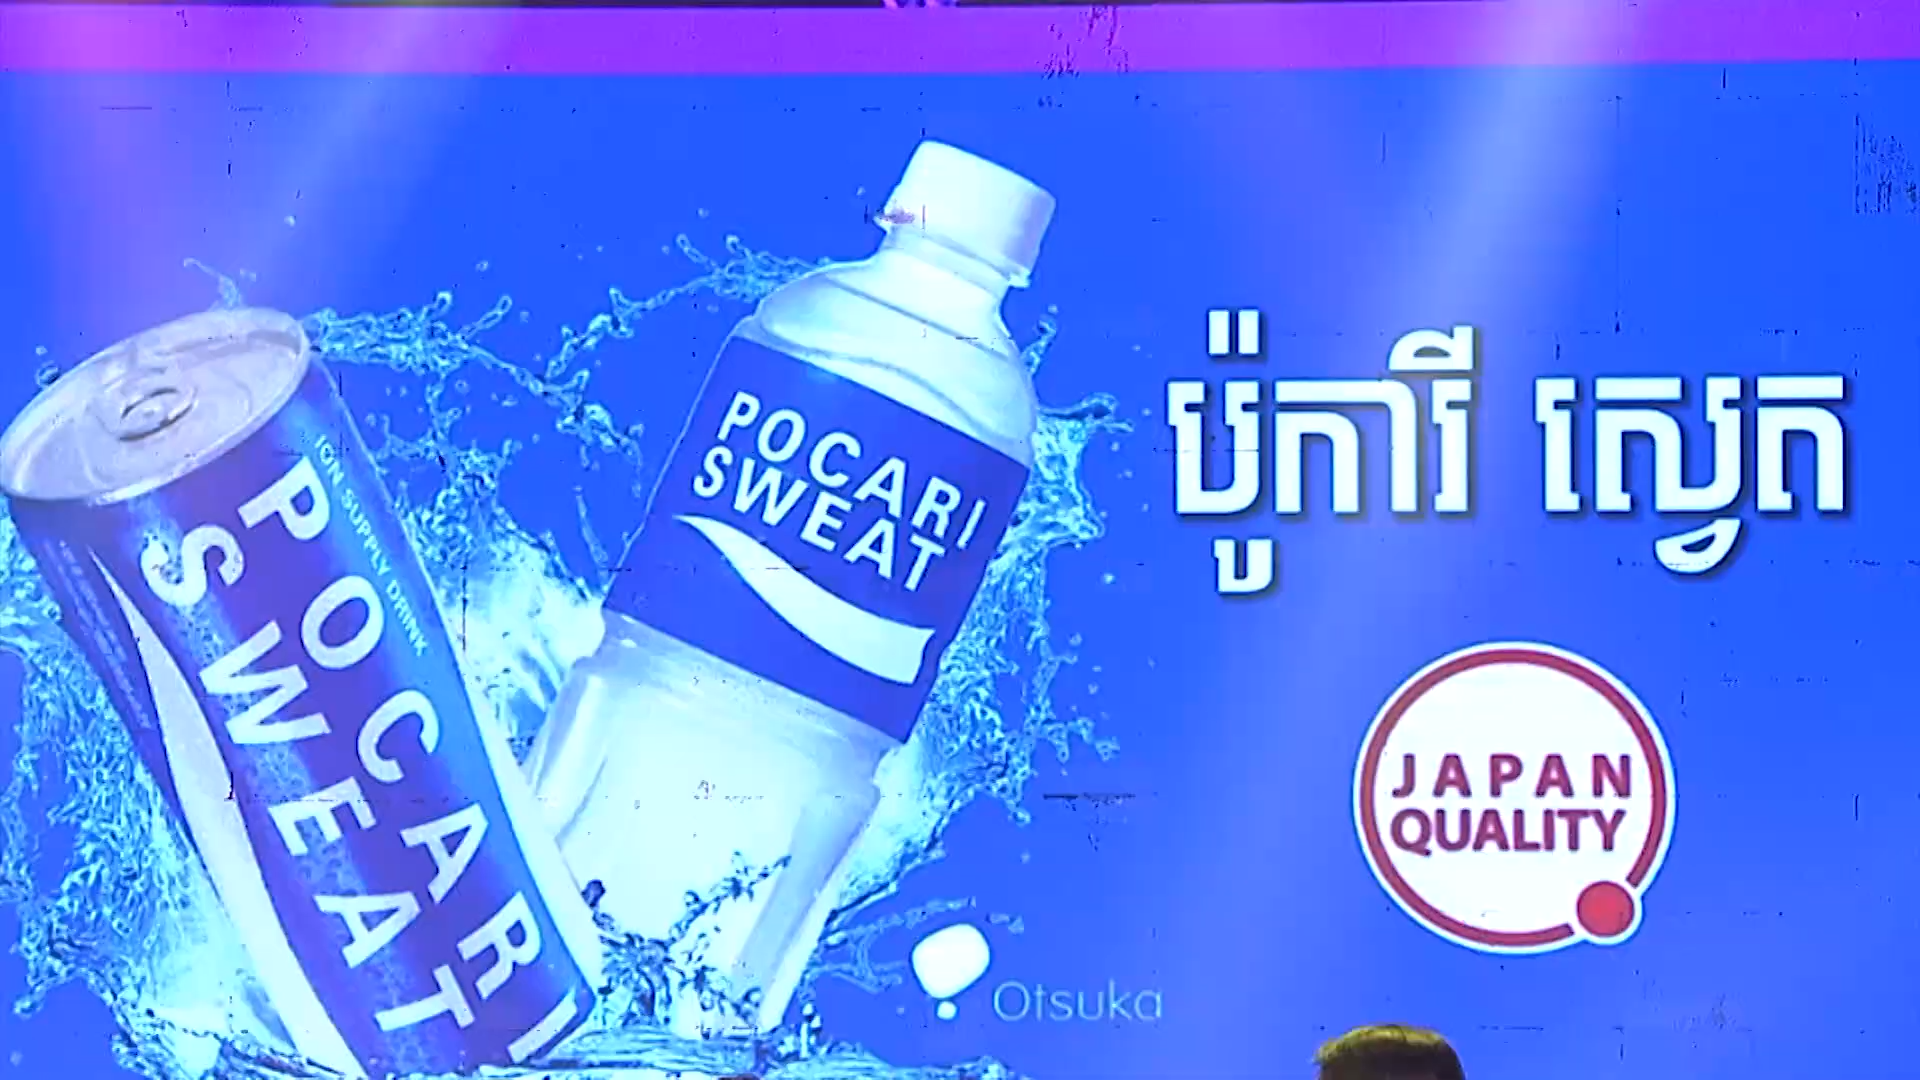 POCARI
SWEAT
ION SUPPLY DRINK
POCARI
SWEAT
ប៉ូការី ស្វេត
JAPAN
QUALITY
Otsuka